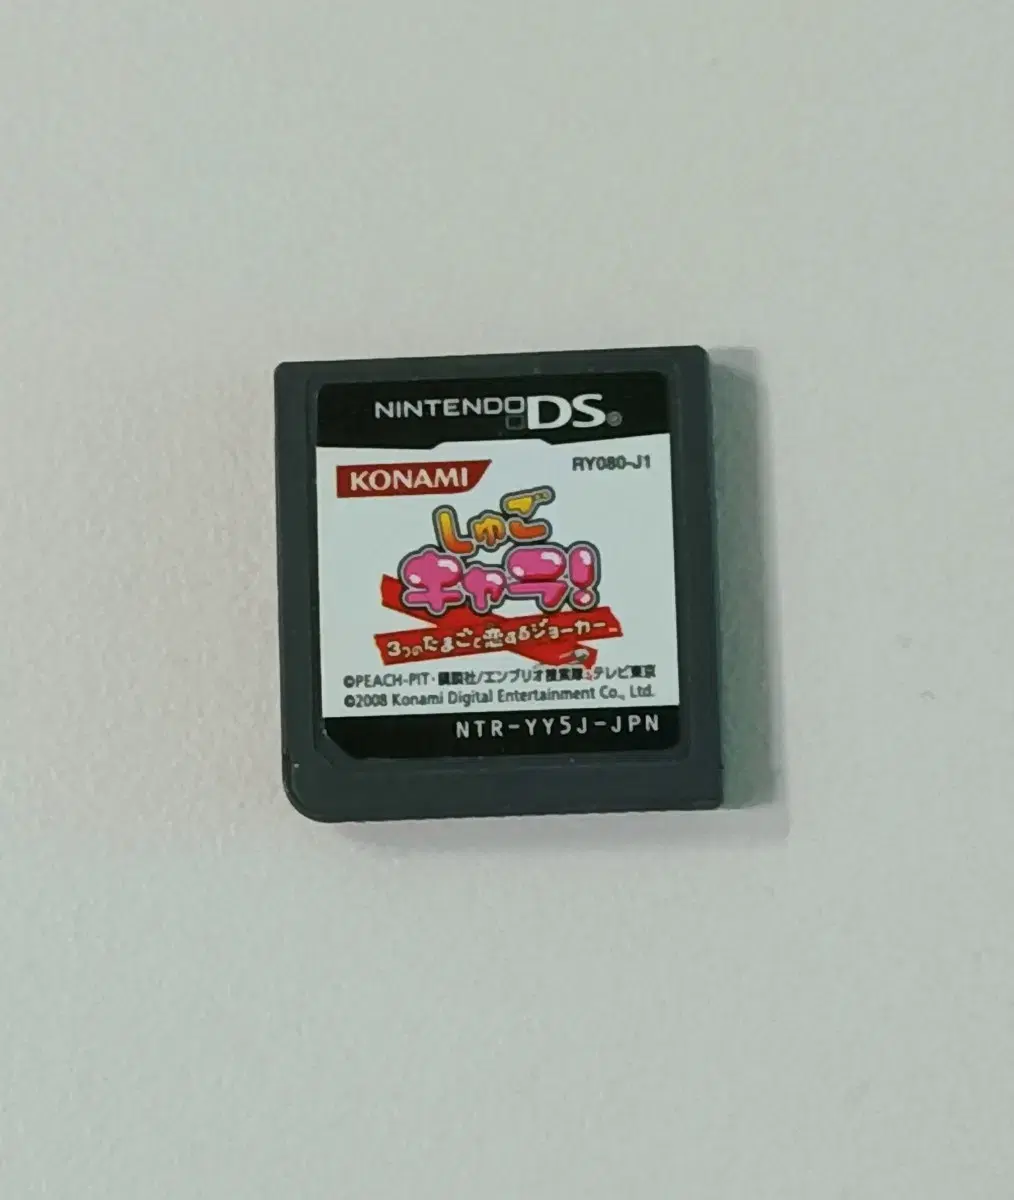 NINTENDO DS
KONAMI
RY080-J1
しゅご
キャラ!
3つのたまごと恋するジョーカー
©PEACH-PIT・講談社/エンブリオ捜索隊・テレビ東京
©2008 Konami Digital Entertainment Co., Ltd.
NTR-YY5J-JPN